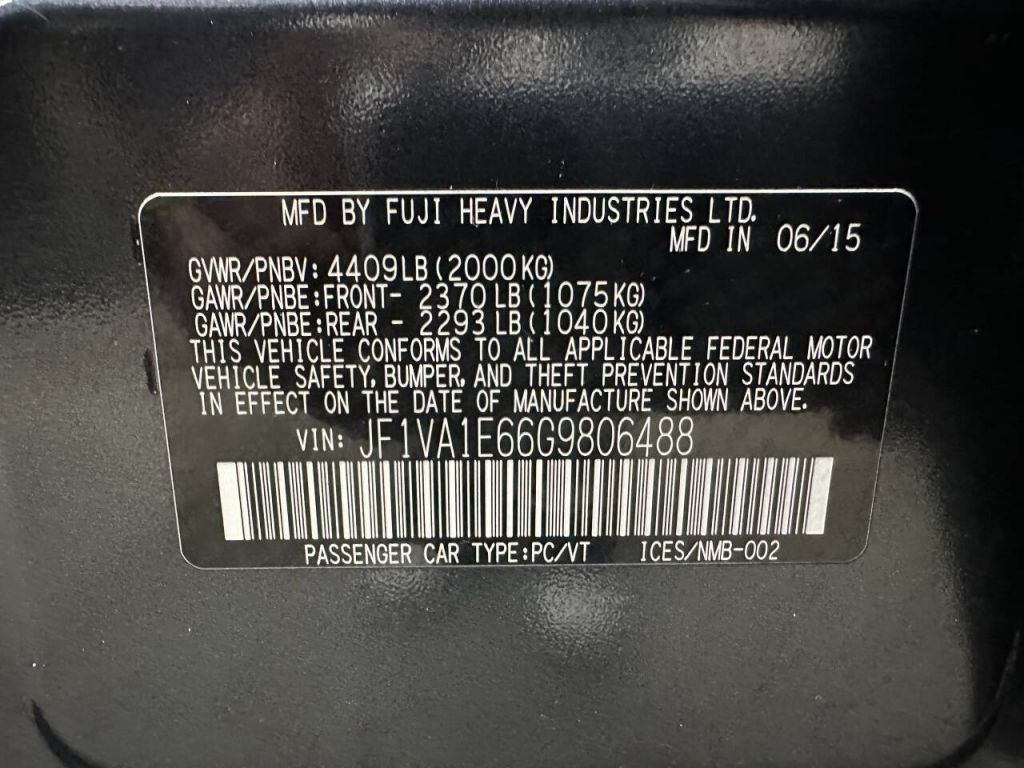 MFD BY FUJI HEAVY INDUSTRIES LTD.
MFD IN 06/15
GVWR/PNBV: 4409LB(2000KG)
GAWR/PNBE:FRONT- 2370LB(1075KG)
GAWR/PNBE:REAR - 2293LB(1040KG)
THIS VEHICLE CONFORMS TO ALL APPLICABLE FEDERAL MOTOR
VEHICLE SAFETY, BUMPER, AND THEFT PREVENTION STANDARDS
IN EFFECT ON THE DATE OF MANUFACTURE SHOWN ABOVE.
VIN: JF1VA1E66G9806488
PASSENGER CAR TYPE:PC/VT ICES/NMB-002